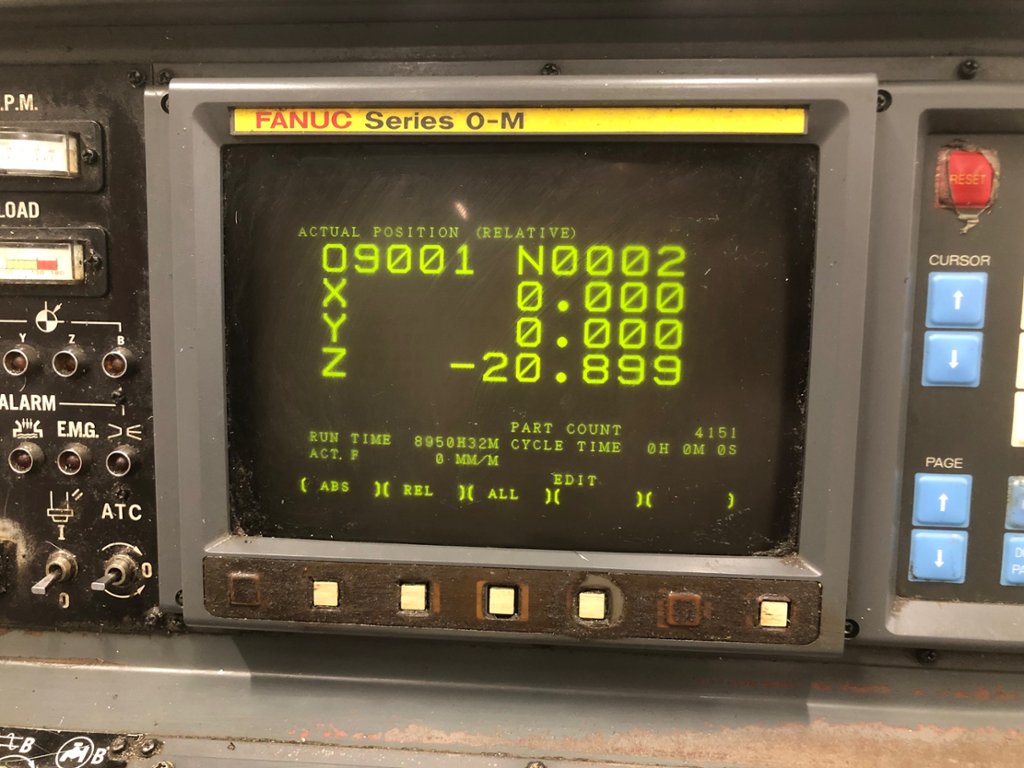 .P.M.
FANUC Series 0-M
RESET
LOAD
ACTUAL POSITION (RELATIVE)
O9001 N0002
X 0.000
Y 0.000
Z -20.899
CURSOR
↑
↓
Y Z B
ALARM
E.M.G.
PART COUNT 4151
RUN TIME 8950H32M CYCLE TIME 0H 0M 0S
ACT.F 0 MM/M
EDIT
( ABS )( REL )( ALL )( )( )
PAGE
↑
↓
ATC
I
0
0
B
B